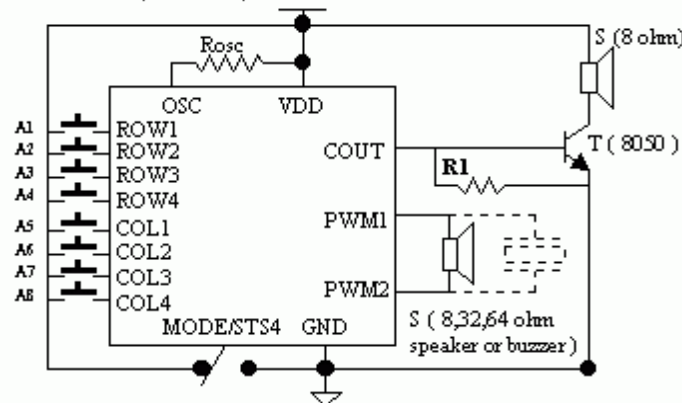 S (8 ohm)
Rosc
OSC
VDD
A1
ROW1
A2
ROW2
COUT
T ( 8050 )
A3
ROW3
R1
A4
ROW4
A5
COL1
PWM1
A6
COL2
A7
COL3
A8
COL4
PWM2
MODE/STS4
GND
S ( 8,32,64 ohm
speaker or buzzer )